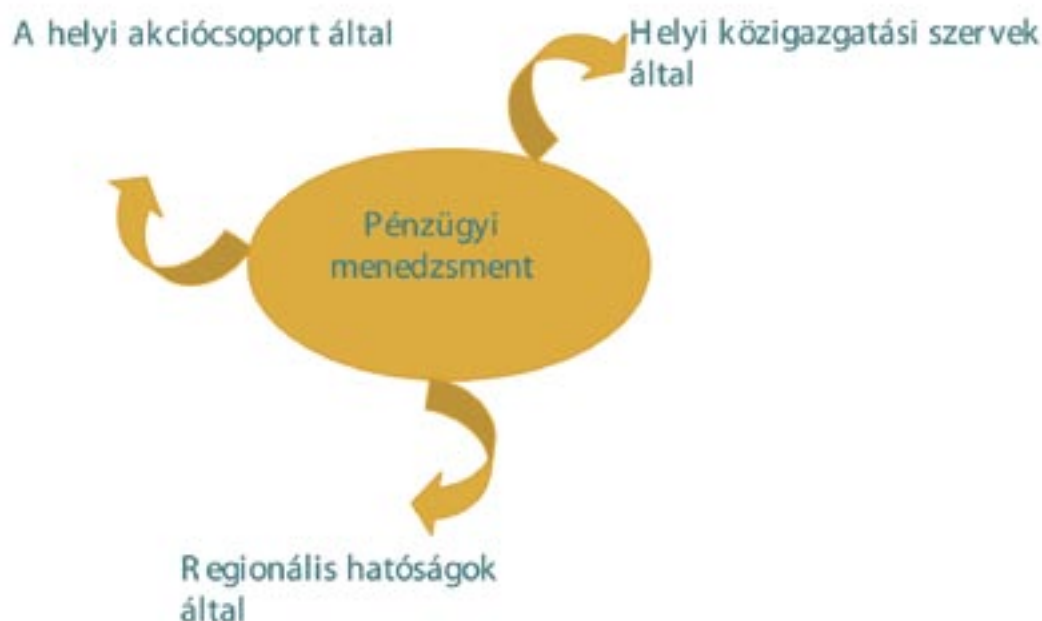 A helyi akciócsoport által
Helyi közigazgatási szervek
által
Pénzügyi
menedzsment
Regionális hatóságok
által